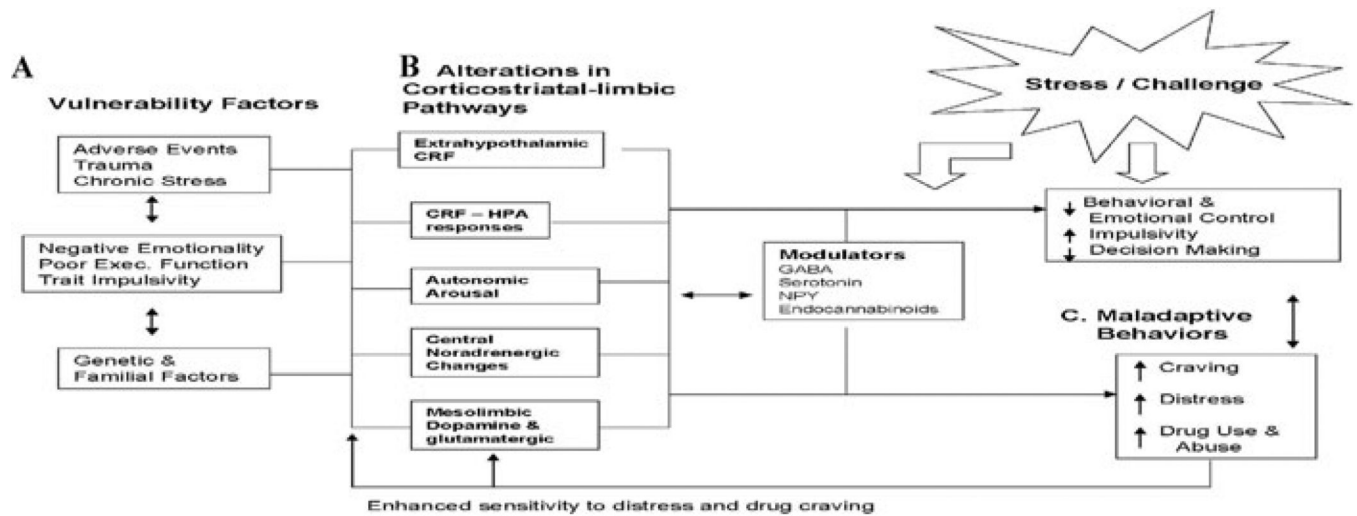 A
Vulnerability Factors
Adverse Events
Trauma
Chronic Stress
Negative Emotionality
Poor Exec. Function
Trait Impulsivity
Genetic &
Familial Factors
B Alterations in
Corticostriatal-limbic
Pathways
Extrahypothalamic
CRF
CRF – HPA
responses
Autonomic
Arousal
Central
Noradrenergic
Changes
Mesolimbic
Dopamine &
glutamatergic
Modulators
GABA
Serotonin
NPY
Endocannabinoids
Stress / Challenge
↓ Behavioral &
Emotional Control
↑ Impulsivity
↓ Decision Making
C. Maladaptive
Behaviors
↑ Craving
↑ Distress
↑ Drug Use &
Abuse
Enhanced sensitivity to distress and drug craving